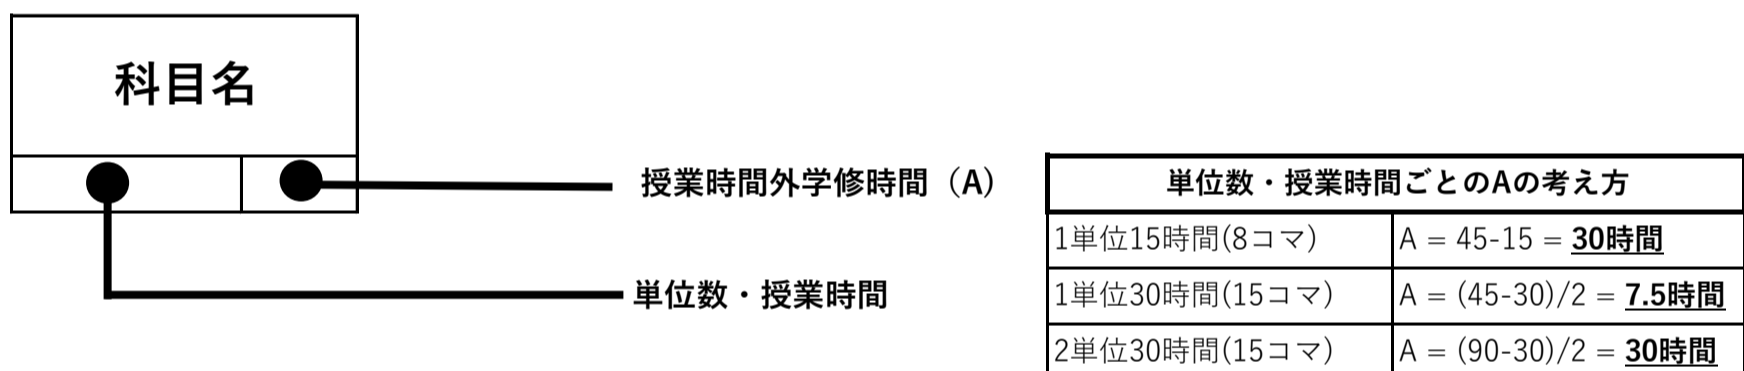 科目名
授業時間外学修時間（A）
単位数・授業時間
単位数・授業時間ごとのAの考え方
1単位15時間(8コマ) A = 45-15 = 30時間
1単位30時間(15コマ) A = (45-30)/2 = 7.5時間
2単位30時間(15コマ) A = (90-30)/2 = 30時間